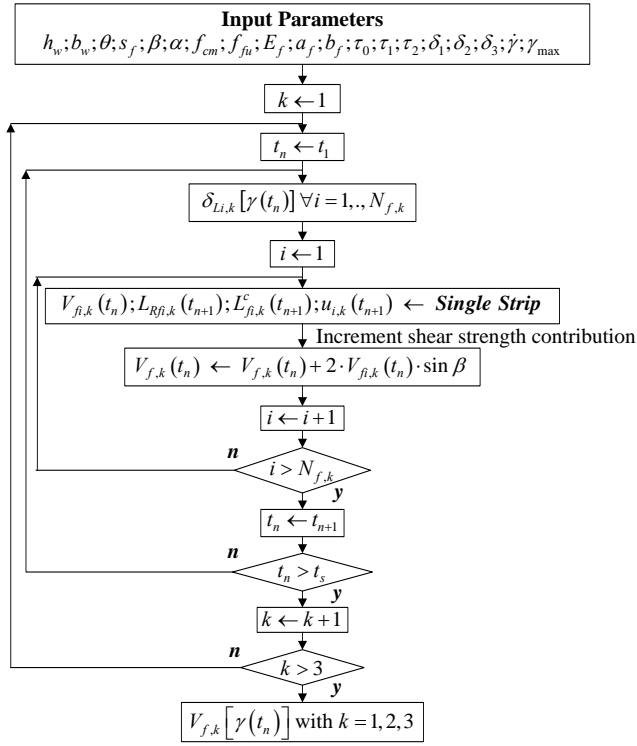 Input Parameters
h_w; b_w; θ; s_f; β; α; f_cm; f_fu; E_f; a_f; b_f; τ_0; τ_1; τ_2; δ_1; δ_2; δ_3; γ̇; γ_max
k ← 1
t_n ← t_1
δ_Li,k [γ(t_n)] ∀i = 1,., N_f,k
i ← 1
V_fi,k (t_n); L_Rfi,k (t_n+1); L^c_fi,k (t_n+1); u_i,k (t_n+1) ← Single Strip
Increment shear strength contribution
V_f,k (t_n) ← V_f,k (t_n) + 2 · V_fi,k (t_n) · sin β
i ← i + 1
n
i > N_f,k
y
t_n ← t_n+1
n
t_n > t_s
y
k ← k + 1
n
k > 3
y
V_f,k [γ(t_n)] with k = 1, 2, 3